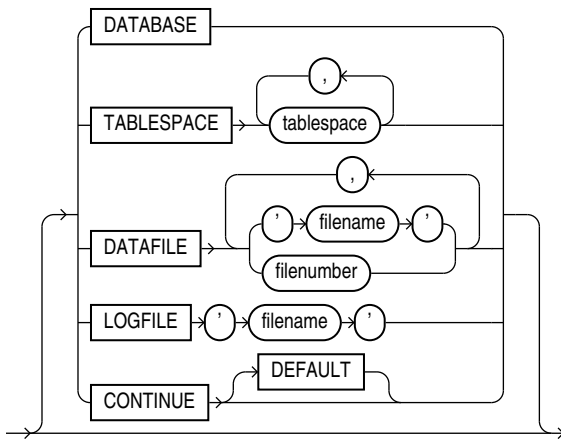 DATABASE
,
TABLESPACE tablespace
,
' filename '
DATAFILE
filenumber
LOGFILE ' filename '
DEFAULT
CONTINUE